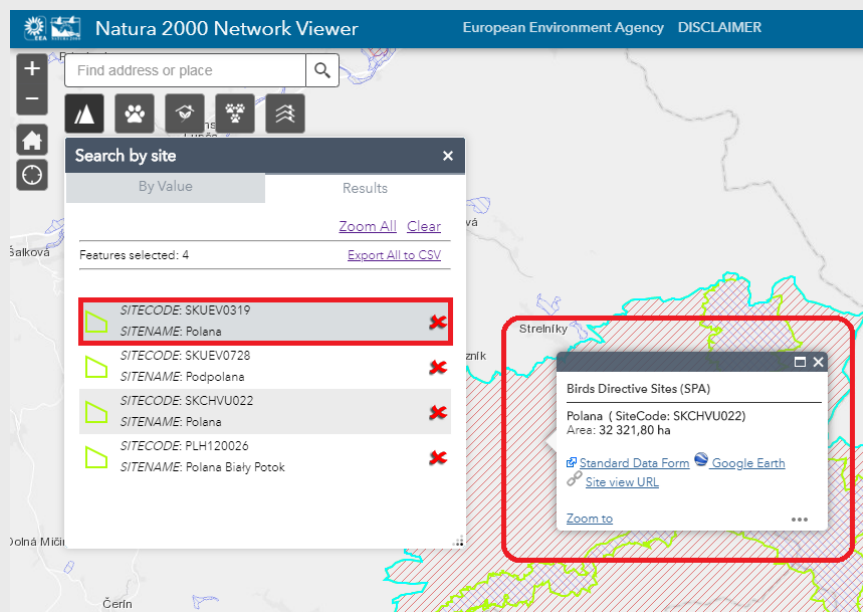 Natura 2000 Network Viewer
European Environment Agency DISCLAIMER
Find address or place
Search by site
By Value
Results
Zoom All Clear
Features selected: 4
Export All to CSV
SITECODE: SKUEV0319
SITENAME: Polana
SITECODE: SKUEV0728
SITENAME: Podpolana
SITECODE: SKCHVU022
SITENAME: Polana
SITECODE: PLH120026
SITENAME: Polana Biały Potok
Šalková
Strelníky
Birds Directive Sites (SPA)
Polana ( SiteCode: SKCHVU022)
Area: 32 321,80 ha
Standard Data Form Google Earth
Site view URL
Zoom to
Čerín